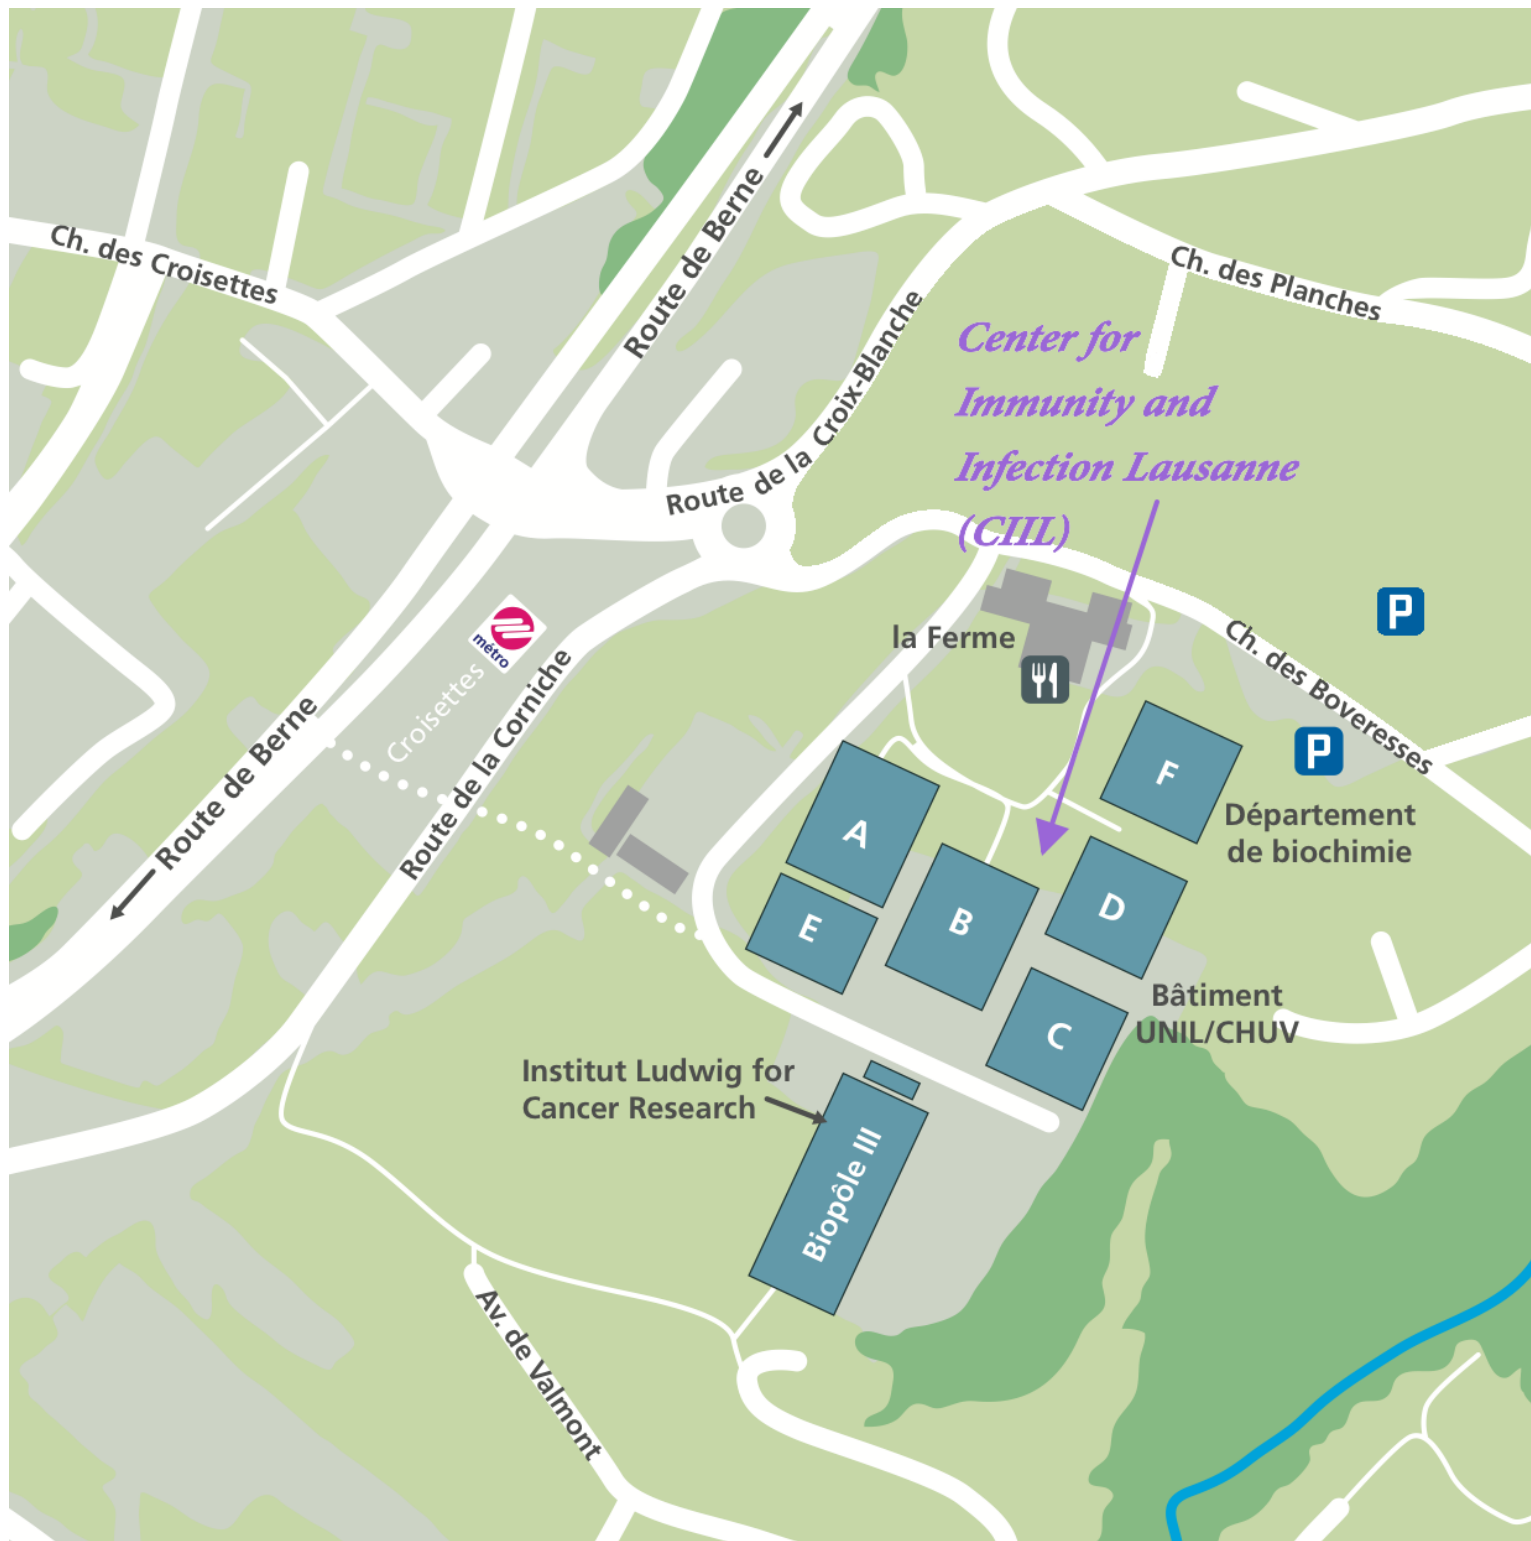 Route de Berne
Ch. des Croisettes
Ch. des Planches
Route de la Croix-Blanche
Center for
Immunity and
Infection Lausanne
(CIIL)
métro
Croisettes
la Ferme
P
Ch. des Boveresses
P
Route de Berne
Route de la Corniche
F
Département
de biochimie
A
E
B
D
C
Bâtiment
UNIL/CHUV
Institut Ludwig for
Cancer Research
Biopôle III
Av. de Valmont